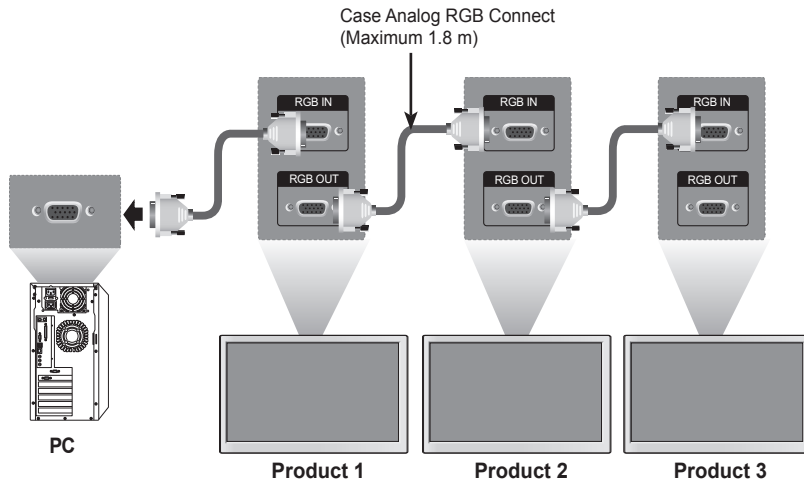 Case Analog RGB Connect
(Maximum 1.8 m)
RGB IN
RGB IN
RGB IN
RGB OUT
RGB OUT
RGB OUT
PC
Product 1
Product 2
Product 3